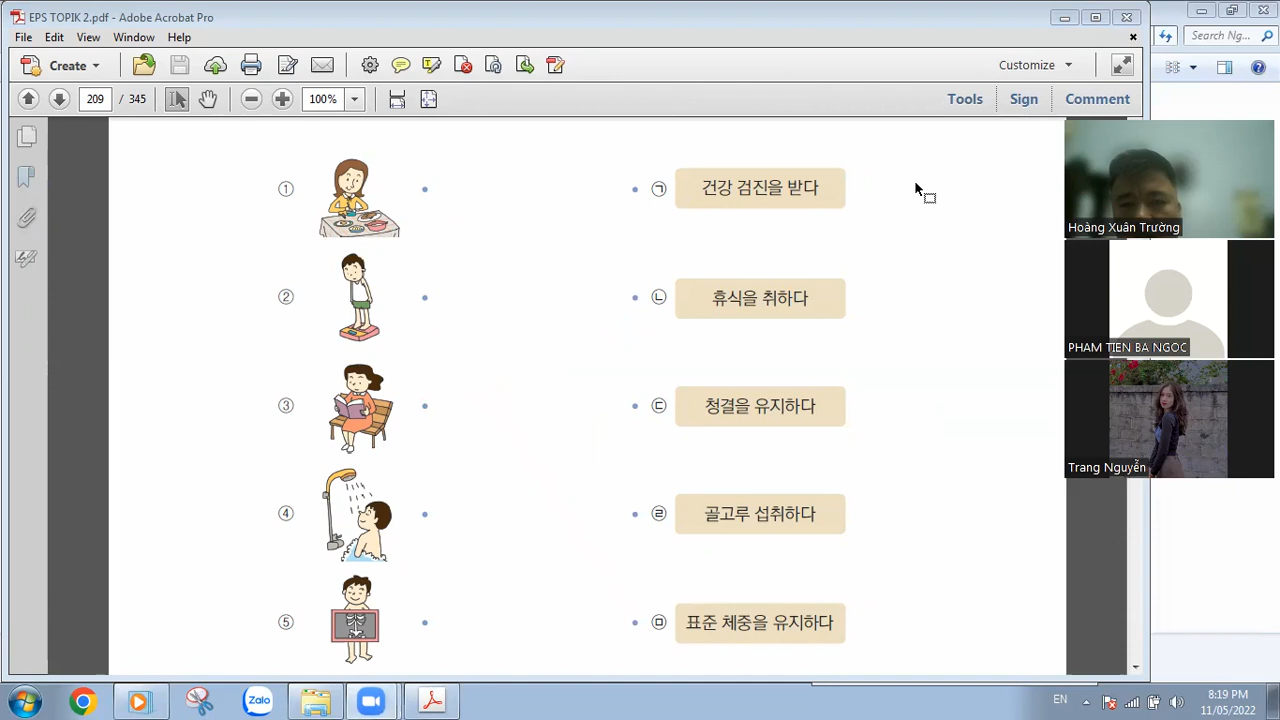 EPS TOPIK 2.pdf - Adobe Acrobat Pro
File Edit View Window Help
Search Ng...
Create
Customize
209 / 345
100%
Tools Sign Comment
① ㉠ 건강 검진을 받다
② ㉡ 휴식을 취하다
③ ㉢ 청결을 유지하다
④ ㉣ 골고루 섭취하다
⑤ ㉤ 표준 체중을 유지하다
Hoàng Xuân Trường
PHAM TIEN BA NGOC
Trang Nguyễn
Zalo
EN
8:19 PM
11/05/2022